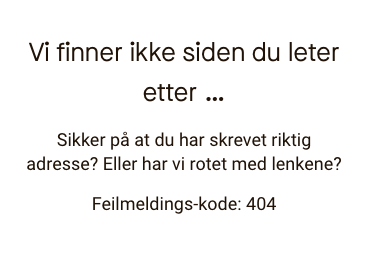 Vi finner ikke siden du leter
etter ...
Sikker på at du har skrevet riktig
adresse? Eller har vi rotet med lenkene?
Feilmeldings-kode: 404